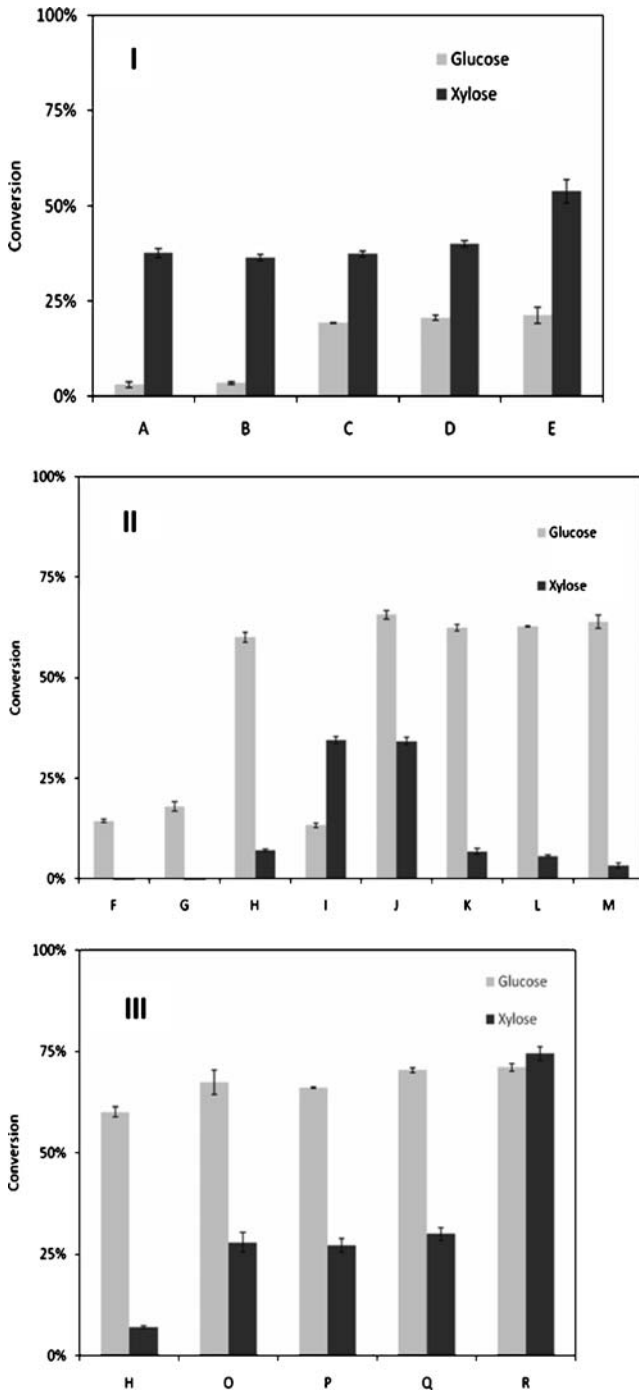 I
Glucose
Xylose
Conversion
100%
75%
50%
25%
0%
A B C D E
II
Glucose
Xylose
Conversion
100%
75%
50%
25%
0%
F G H I J K L M
III
Glucose
Xylose
Conversion
100%
75%
50%
25%
0%
H O P Q R